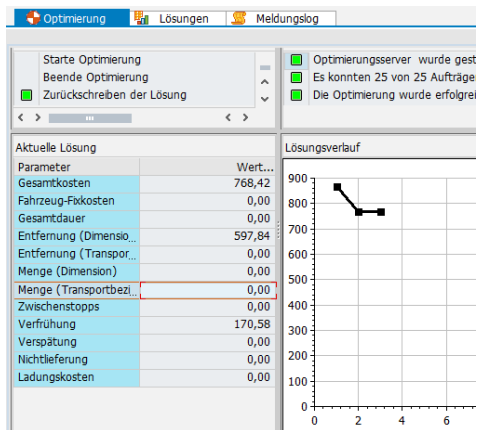 Optimierung
Lösungen
Meldungslog
Starte Optimierung
Beende Optimierung
Zurückschreiben der Lösung
Optimierungsserver wurde gest
Es konnten 25 von 25 Aufträge
Die Optimierung wurde erfolgrei
Aktuelle Lösung
Parameter Wert...
Gesamtkosten 768,42
Fahrzeug-Fixkosten 0,00
Gesamtdauer 0,00
Entfernung (Dimensio... 597,84
Entfernung (Transpor... 0,00
Menge (Dimension) 0,00
Menge (Transportbezi... 0,00
Zwischenstopps 0,00
Verfrühung 170,58
Verspätung 0,00
Nichtlieferung 0,00
Ladungskosten 0,00
Lösungsverlauf
900
800
700
600
500
400
300
200
100
0
0 2 4 6